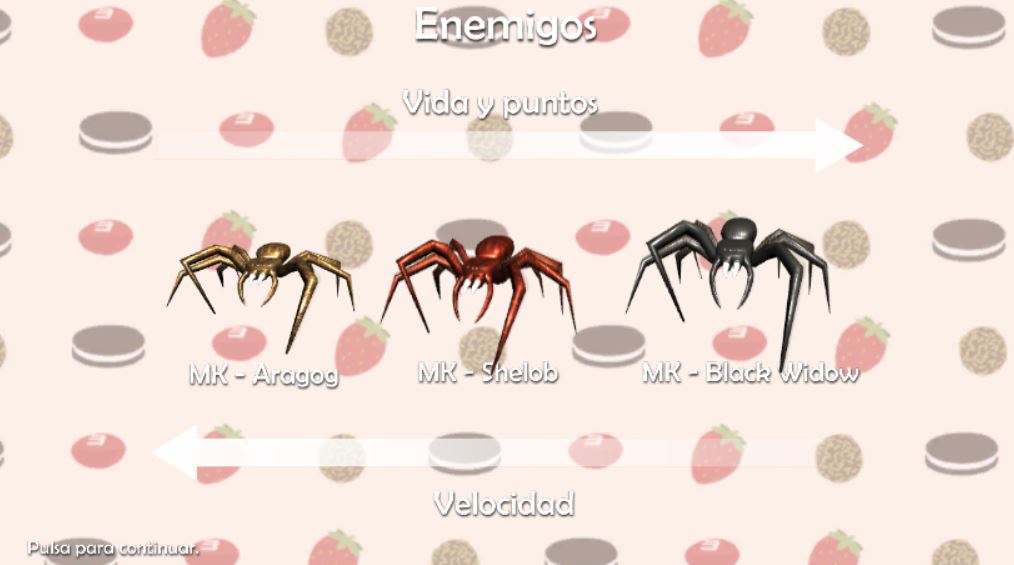 Enemigos
Vida y puntos
MK - Aragog
MK - Shelob
MK - Black Widow
Velocidad
Pulsa para continuar.